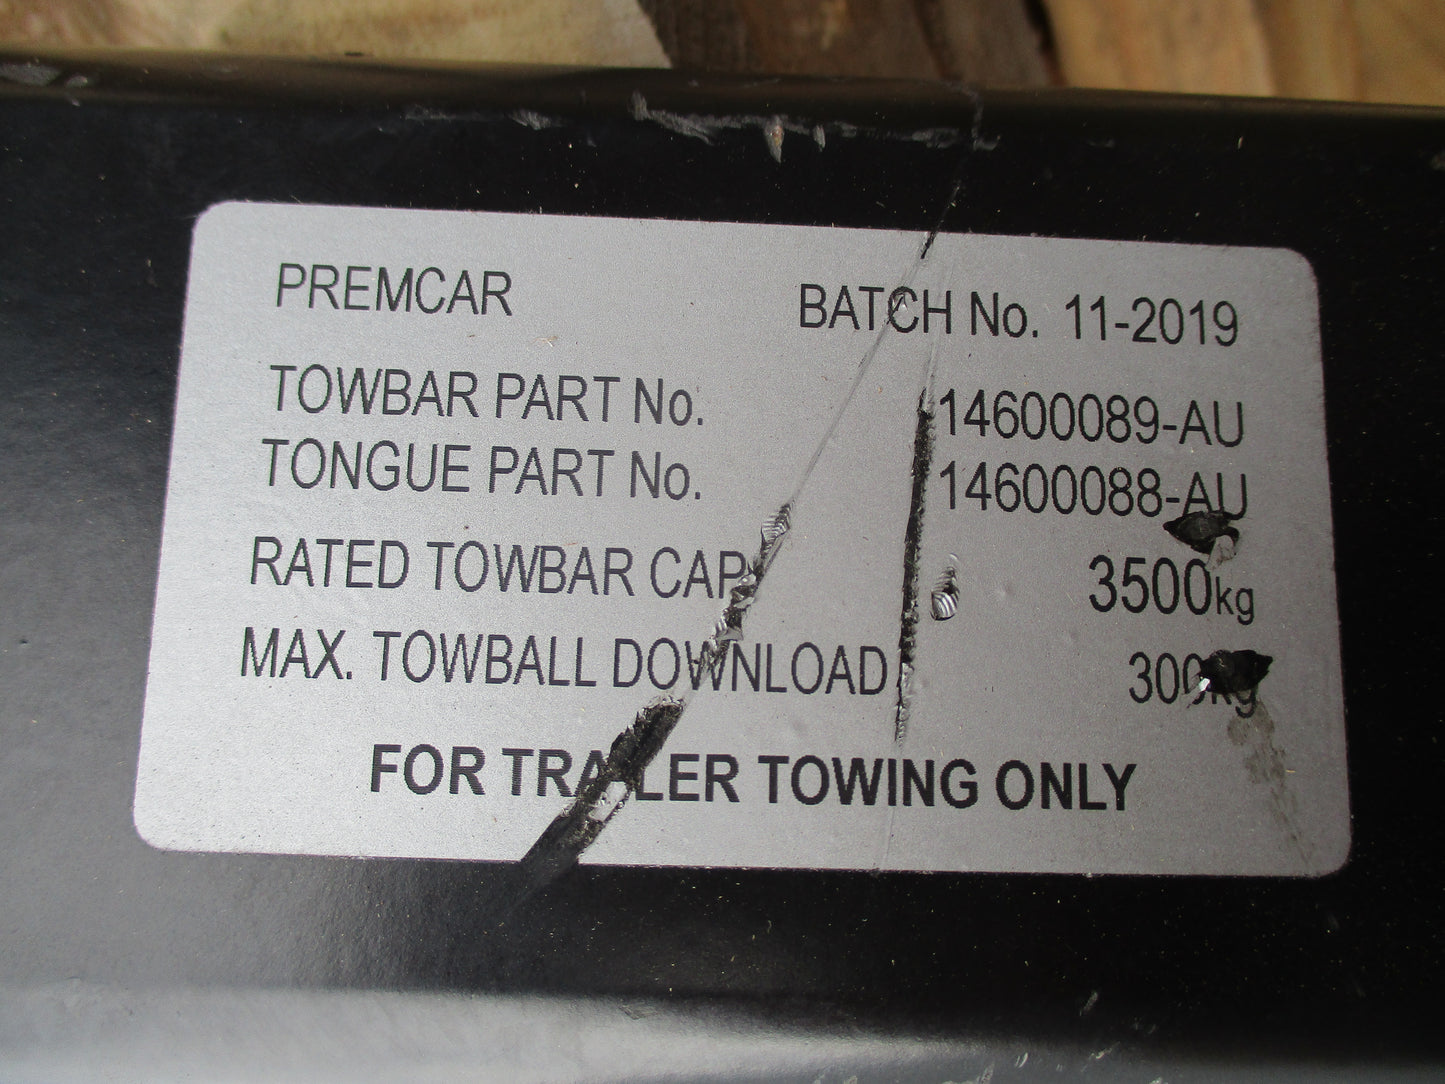 PREMCAR BATCH No. 11-2019
TOWBAR PART No. 14600089-AU
TONGUE PART No. 14600088-AU
RATED TOWBAR CAP. 3500kg
MAX. TOWBALL DOWNLOAD 300kg
FOR TRAILER TOWING ONLY